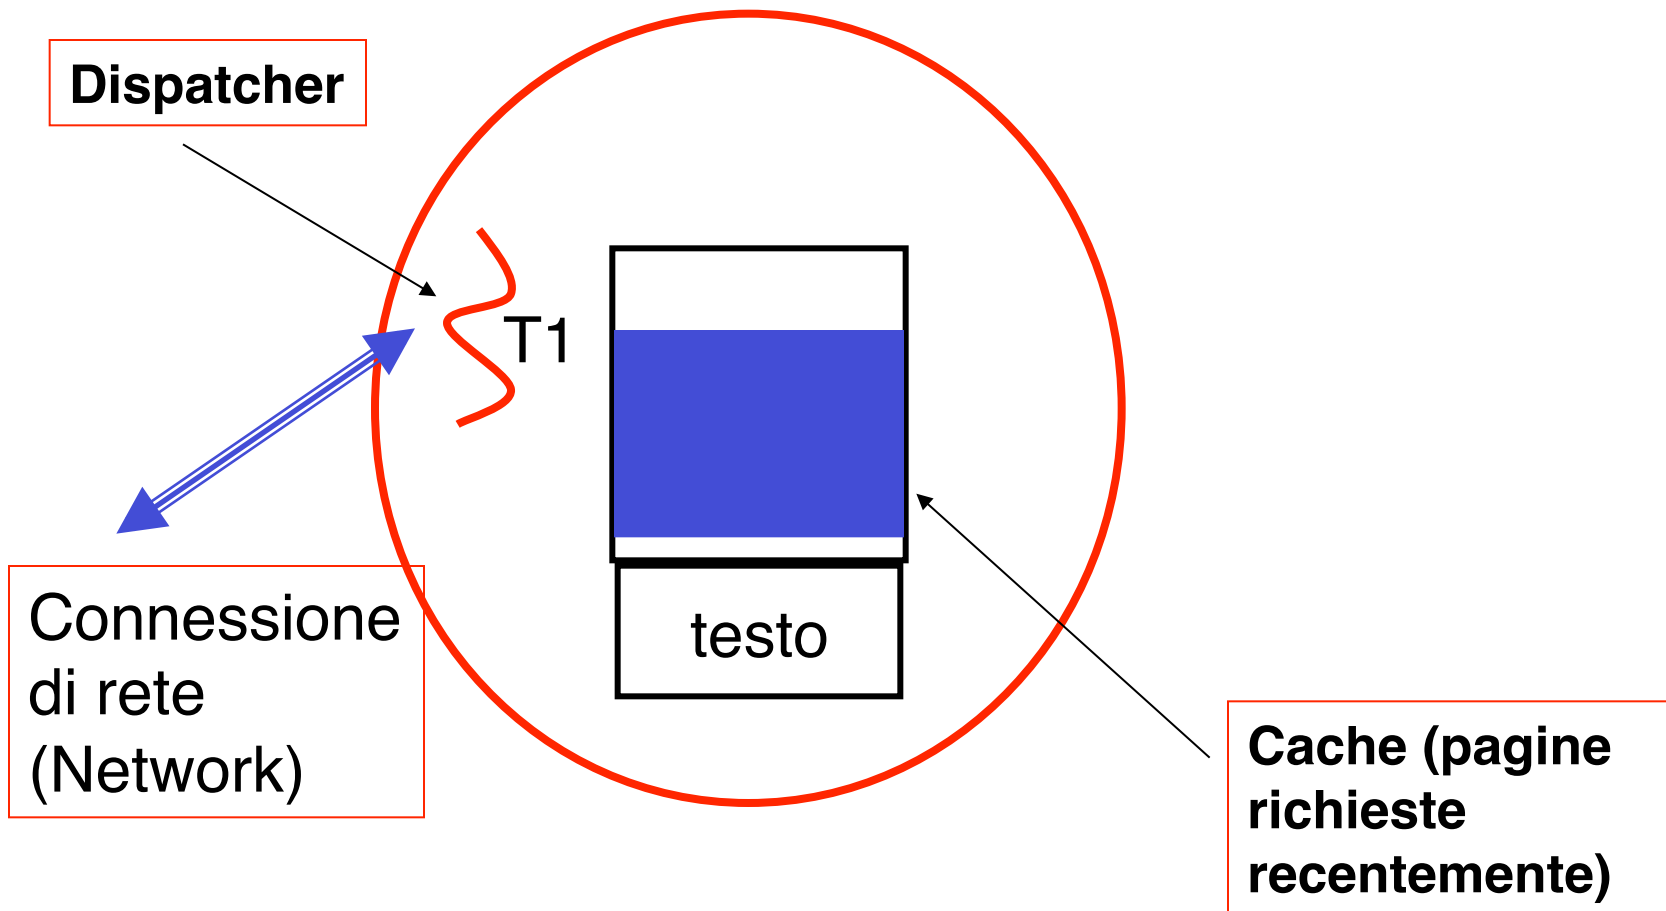 Dispatcher
T1
testo
Connessione
di rete
(Network)
Cache (pagine
richieste
recentemente)